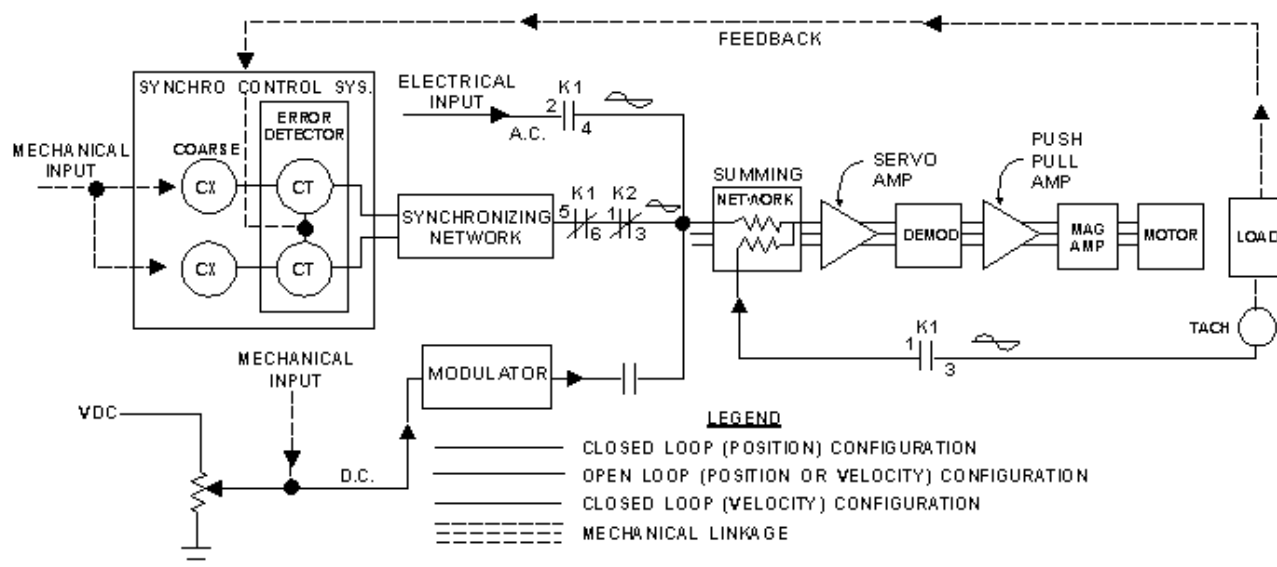 FEEDBACK
SYNCHRO CONTROL SYS.
ERROR
DETECTOR
MECHANICAL
INPUT
COARSE
CX
CT
CX
CT
ELECTRICAL
INPUT
A.C.
K1
2
4
SYNCHRONIZING
NETWORK
K1
5
6
K2
1
3
SUMMING
NETWORK
SERVO
AMP
DEMOD
PUSH
PULL
AMP
MAG
AMP
MOTOR
LOAD
TACH
K1
1
3
MECHANICAL
INPUT
MODULATOR
VDC
D.C.
LEGEND
CLOSED LOOP (POSITION) CONFIGURATION
OPEN LOOP (POSITION OR VELOCITY) CONFIGURATION
CLOSED LOOP (VELOCITY) CONFIGURATION
MECHANICAL LINKAGE